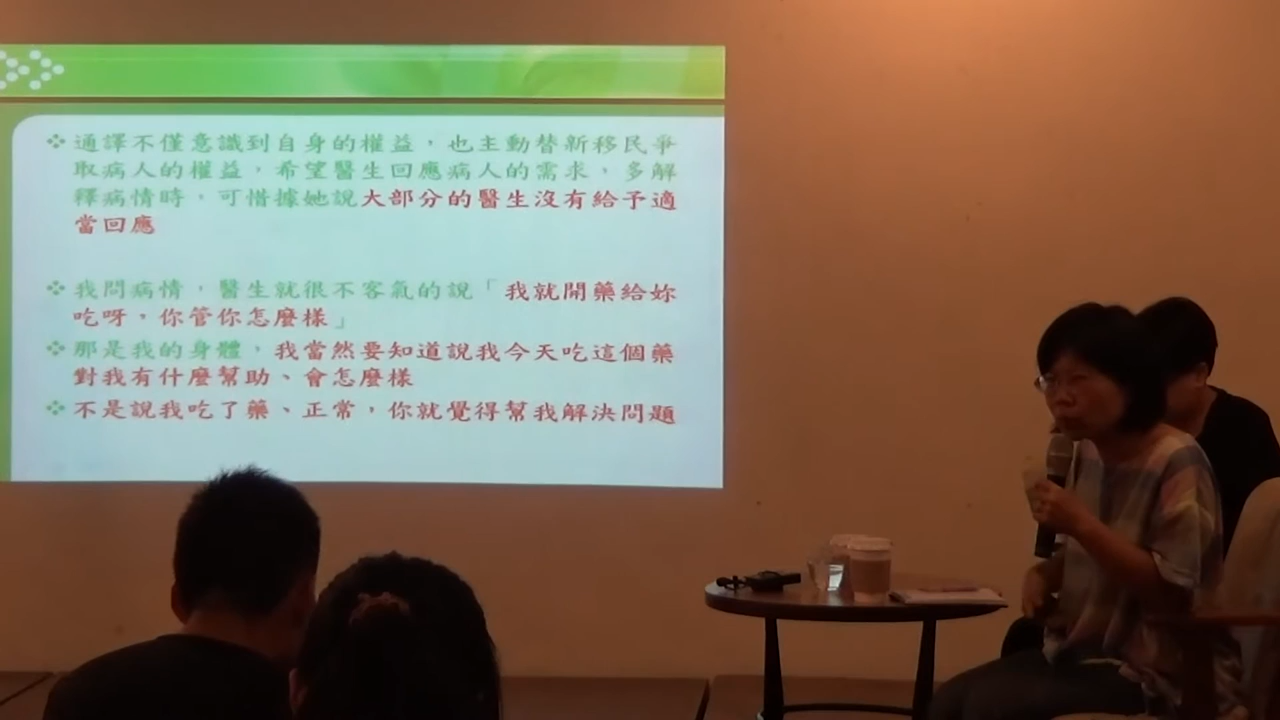 通譯不僅意識到自身的權益，也主動替新移民爭
取病人的權益，希望醫生回應病人的需求，多解
釋病情時，可惜據她說大部分的醫生沒有給予適
當回應
我問病情，醫生就很不客氣的說「我就開藥給妳
吃呀，你管你怎麼樣」
那是我的身體，我當然要知道說我今天吃這個藥
對我有什麼幫助、會怎麼樣
不是說我吃了藥、正常，你就覺得幫我解決問題